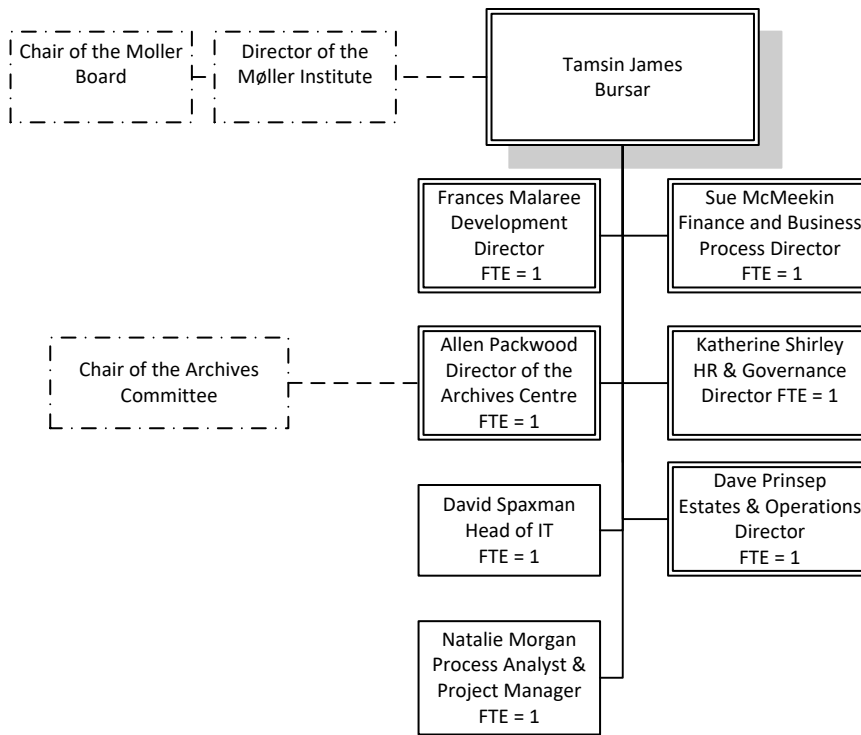 Chair of the Moller
Board
Director of the
Møller Institute
Tamsin James
Bursar
Frances Malaree
Development
Director
FTE = 1
Sue McMeekin
Finance and Business
Process Director
FTE = 1
Chair of the Archives
Committee
Allen Packwood
Director of the
Archives Centre
FTE = 1
Katherine Shirley
HR & Governance
Director FTE = 1
David Spaxman
Head of IT
FTE = 1
Dave Prinsep
Estates & Operations
Director
FTE = 1
Natalie Morgan
Process Analyst &
Project Manager
FTE = 1